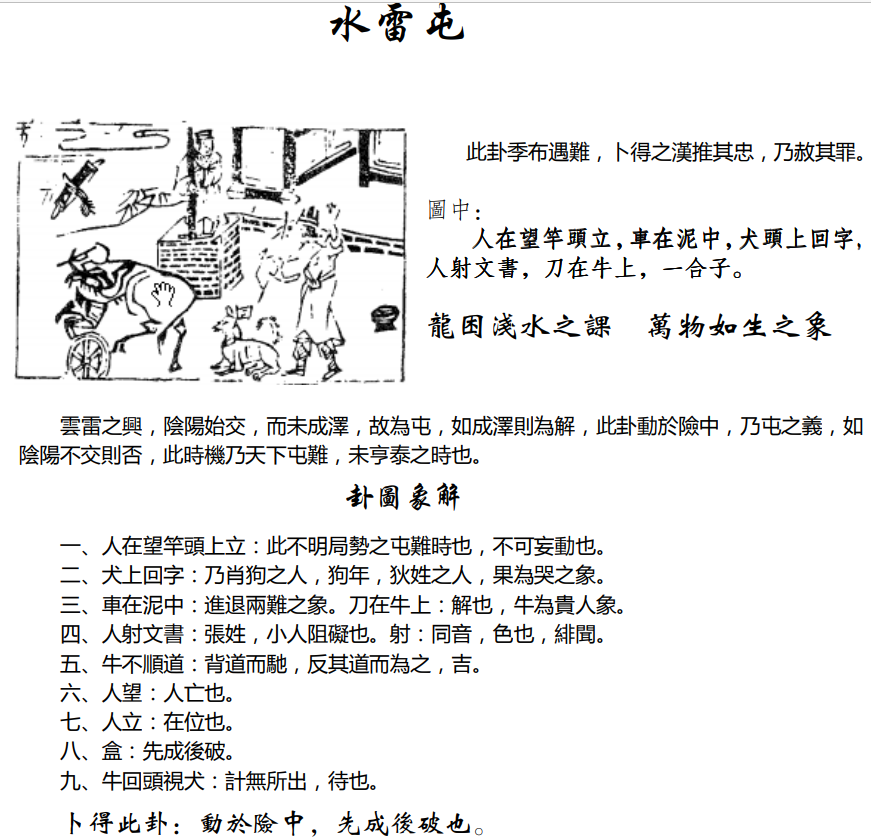 水雷屯
此卦季布遇難，卜得之漢推其忠，乃赦其罪。
圖中：
人在望竿頭立，車在泥中，犬頭上回字，
人射文書，刀在牛上，一合子。
龍困淺水之課　萬物如生之象
雲雷之興，陰陽始交，而未成澤，故為屯，如成澤則為解，此卦動於險中，乃屯之義，如
陰陽不交則否，此時機乃天下屯難，未亨泰之時也。
卦圖象解
一、人在望竿頭上立：此不明局勢之屯難時也，不可妄動也。
二、犬上回字：乃肖狗之人，狗年，狄姓之人，果為哭之象。
三、車在泥中：進退兩難之象。刀在牛上：解也，牛為貴人象。
四、人射文書：張姓，小人阻礙也。射：同音，色也，緋聞。
五、牛不順道：背道而馳，反其道而為之，吉。
六、人望：人亡也。
七、人立：在位也。
八、盒：先成後破。
九、牛回頭視犬：計無所出，待也。
卜得此卦：動於險中，先成後破也。